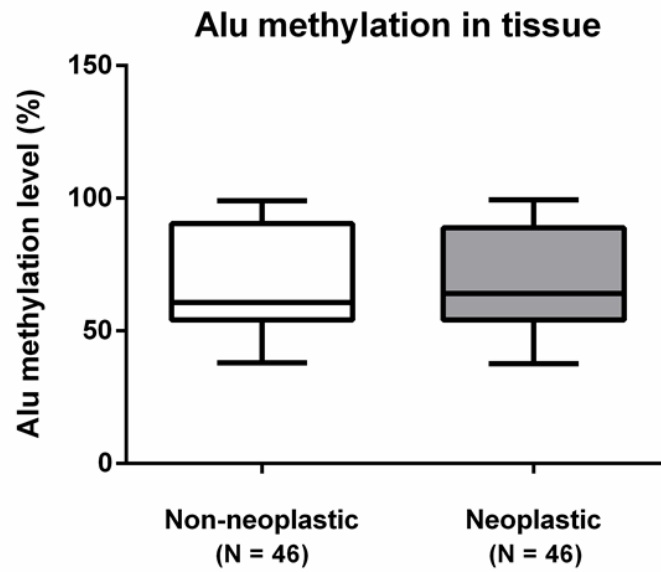 Alu methylation in tissue
Alu methylation level (%)
150
100
50
0
Non-neoplastic
(N = 46)
Neoplastic
(N = 46)